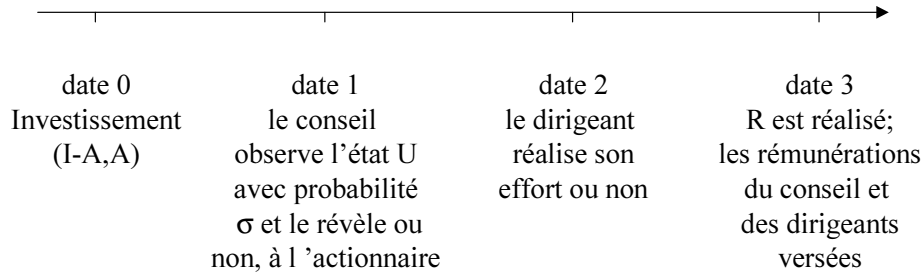 date 0
Investissement
(I-A,A)
date 1
le conseil
observe l'état U
avec probabilité
σ et le révèle ou
non, à l 'actionnaire
date 2
le dirigeant
réalise son
effort ou non
date 3
R est réalisé;
les rémunérations
du conseil et
des dirigeants
versées